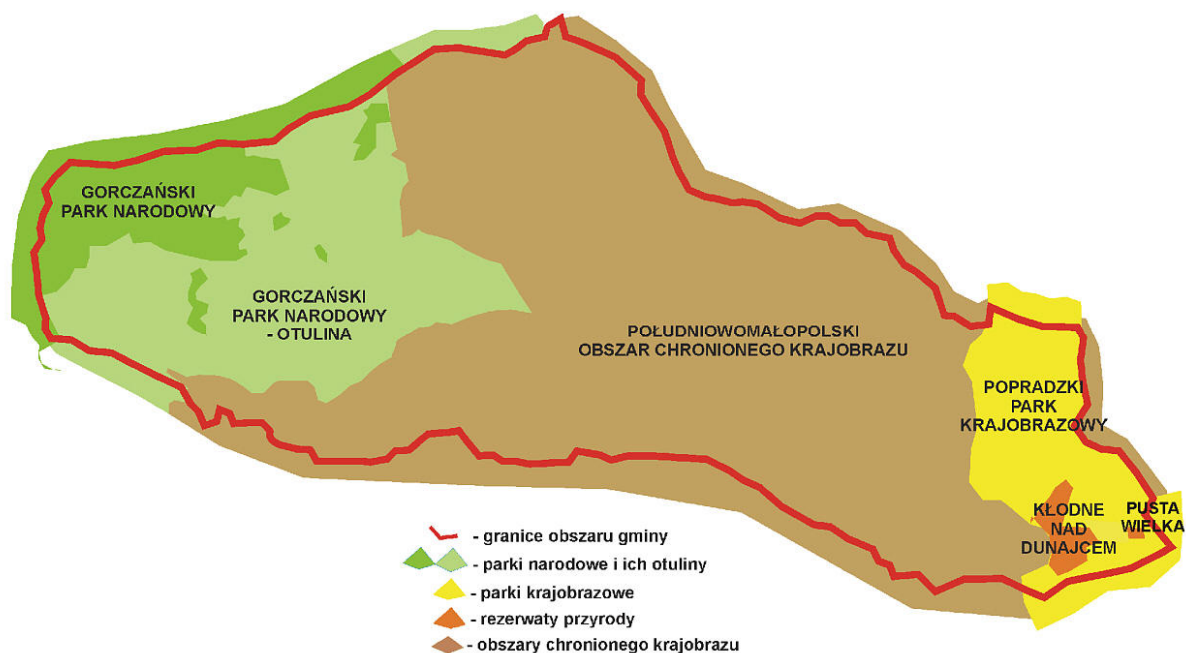 GORCZAŃSKI
PARK NARODOWY
GORCZAŃSKI
PARK NARODOWY
- OTULINA
POŁUDNIOWOMAŁOPOLSKI
OBSZAR CHRONIONEGO KRAJOBRAZU
POPRADZKI
PARK
KRAJOBRAZOWY
KŁODNE
NAD
DUNAJCEM
PUSTA
WIELKA
- granice obszaru gminy
- parki narodowe i ich otuliny
- parki krajobrazowe
- rezerwaty przyrody
- obszary chronionego krajobrazu